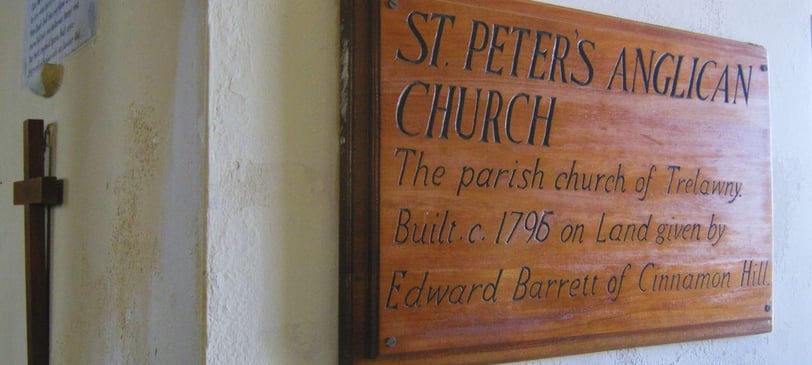 ST. PETER'S ANGLICAN
CHURCH
The parish church of Trelawny.
Built.c. 1795 on Land given by
Edward Barrett of Cinnamon Hill.